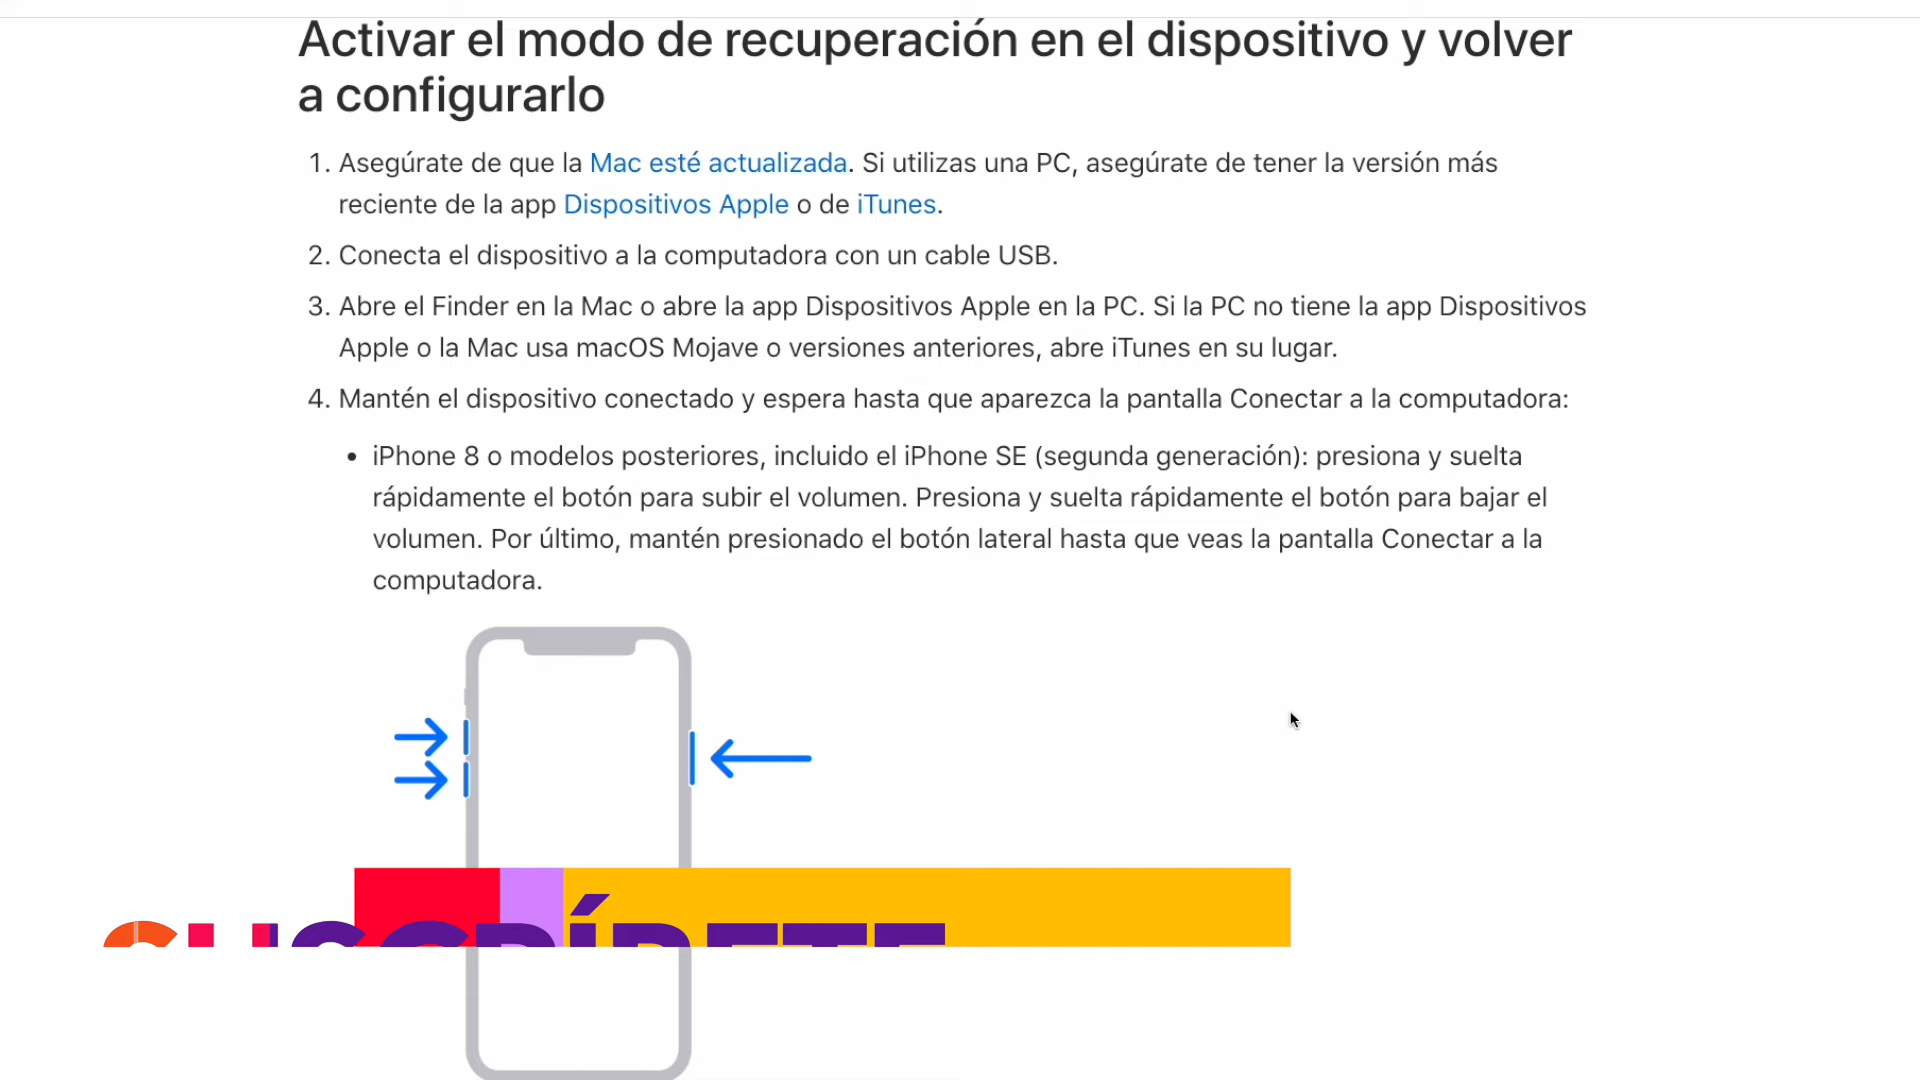 Activar el modo de recuperación en el dispositivo y volver
a configurarlo
1. Asegúrate de que la Mac esté actualizada. Si utilizas una PC, asegúrate de tener la versión más
reciente de la app Dispositivos Apple o de iTunes.
2. Conecta el dispositivo a la computadora con un cable USB.
3. Abre el Finder en la Mac o abre la app Dispositivos Apple en la PC. Si la PC no tiene la app Dispositivos
Apple o la Mac usa macOS Mojave o versiones anteriores, abre iTunes en su lugar.
4. Mantén el dispositivo conectado y espera hasta que aparezca la pantalla Conectar a la computadora:
• iPhone 8 o modelos posteriores, incluido el iPhone SE (segunda generación): presiona y suelta
rápidamente el botón para subir el volumen. Presiona y suelta rápidamente el botón para bajar el
volumen. Por último, mantén presionado el botón lateral hasta que veas la pantalla Conectar a la
computadora.
SUSCRÍBETE